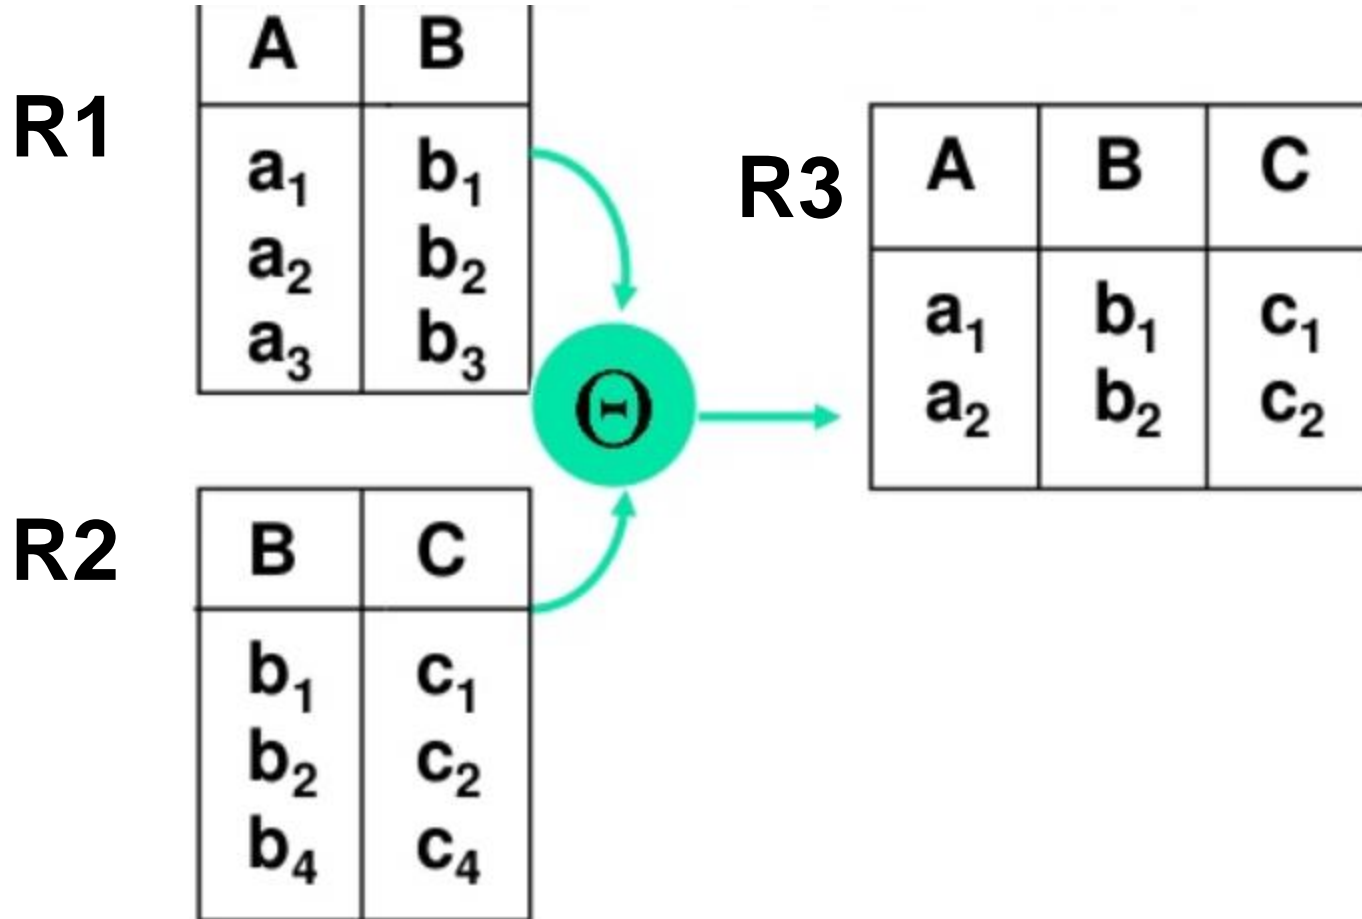 R1
A B
a₁ b₁
a₂ b₂
a₃ b₃
Θ
R2
B C
b₁ c₁
b₂ c₂
b₄ c₄
R3
A B C
a₁ b₁ c₁
a₂ b₂ c₂